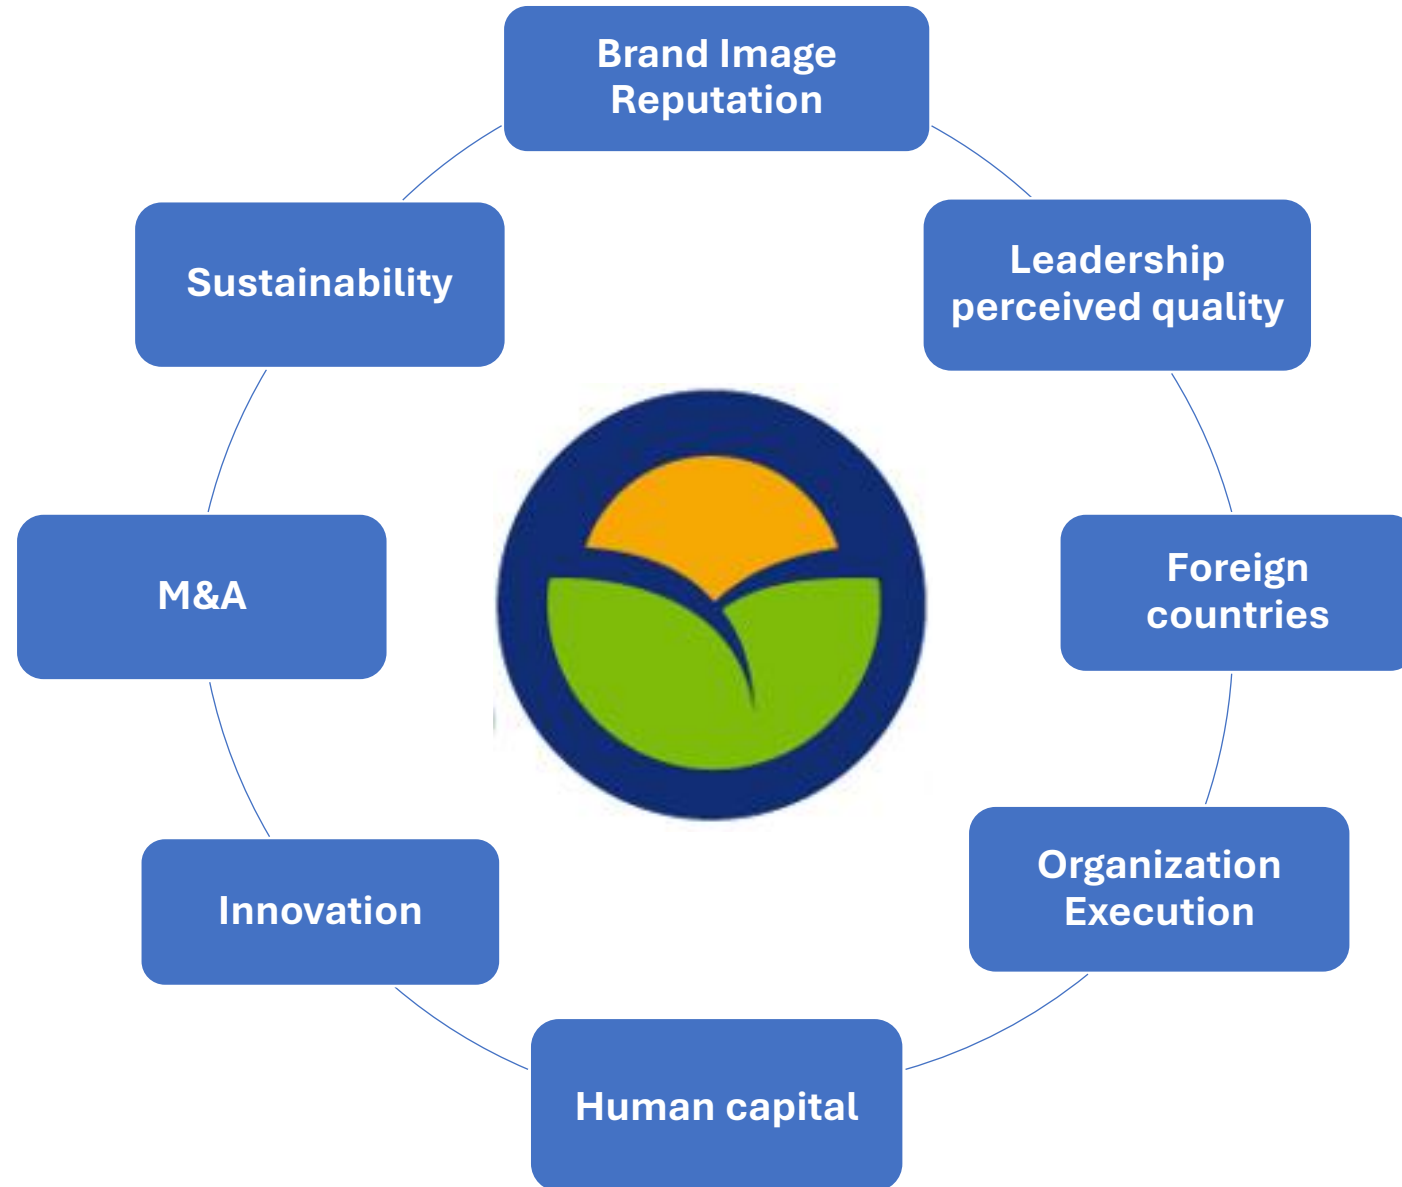 Brand Image
Reputation
Leadership
perceived quality
Foreign
countries
Organization
Execution
Human capital
Innovation
M&A
Sustainability